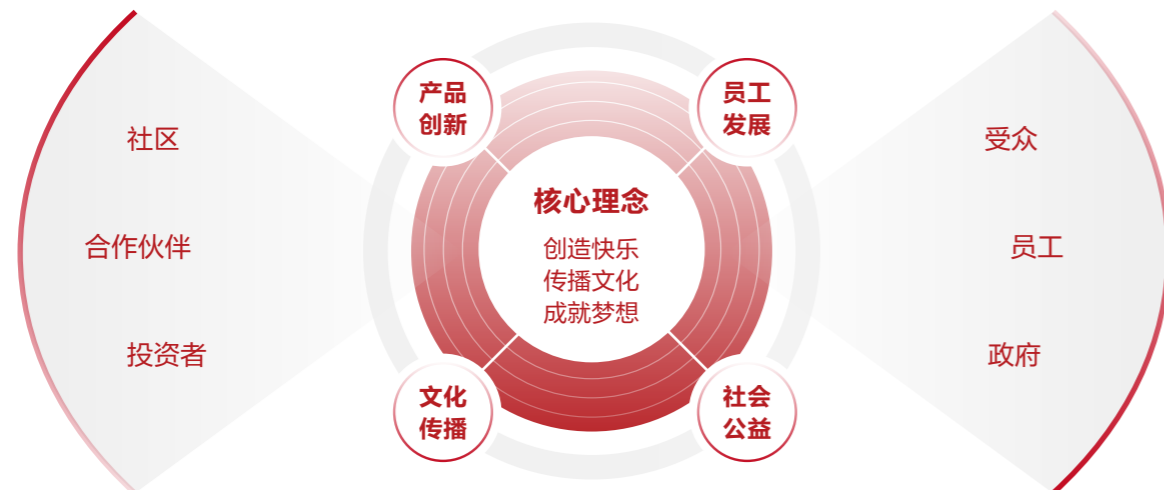 社区
合作伙伴
投资者
产品
创新
员工
发展
核心理念
创造快乐
传播文化
成就梦想
文化
传播
社会
公益
受众
员工
政府